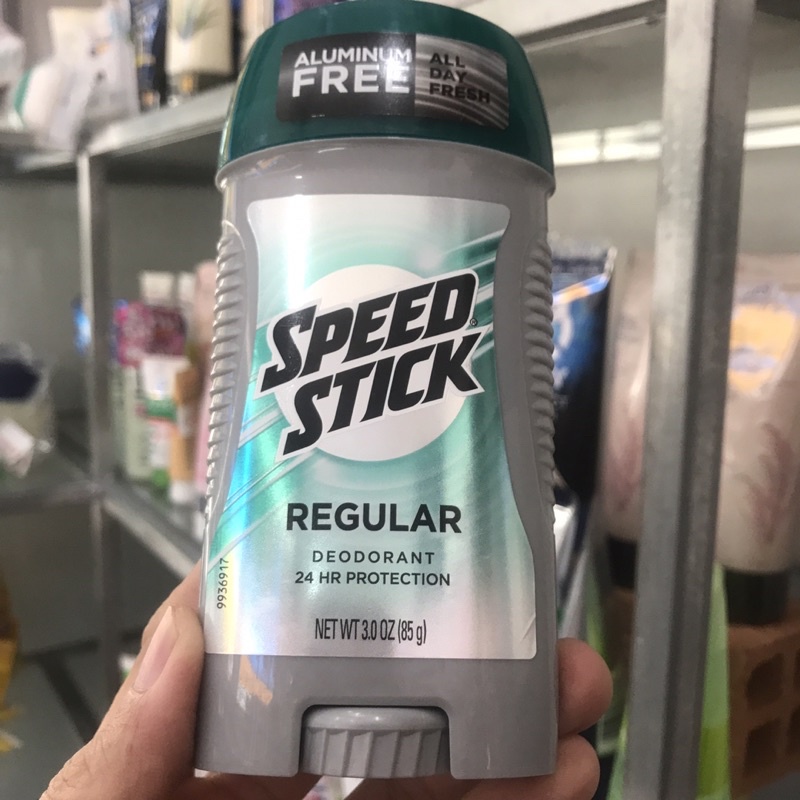 ALUMINUM
FREE
ALL
DAY
FRESH
SPEED
STICK®
REGULAR
DEODORANT
24 HR PROTECTION
9936917
NET WT 3.0 OZ (85 g)